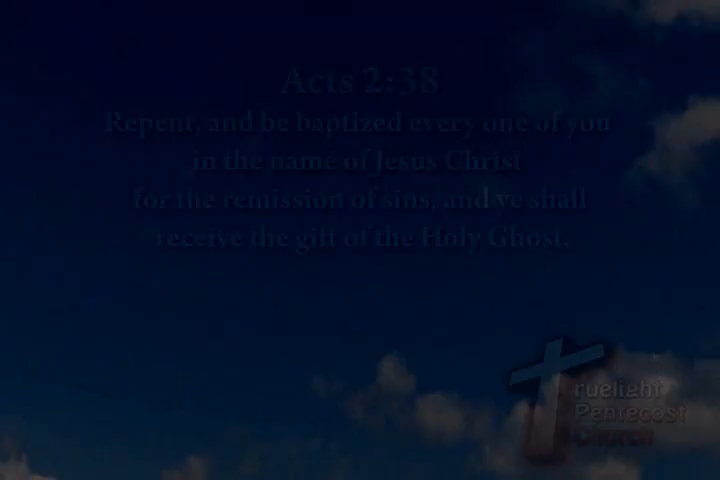 Acts 2:38
Repent, and be baptized every one of you
in the name of Jesus Christ
for the remission of sins, and ye shall
receive the gift of the Holy Ghost.
ruelight
Pentecost
Church